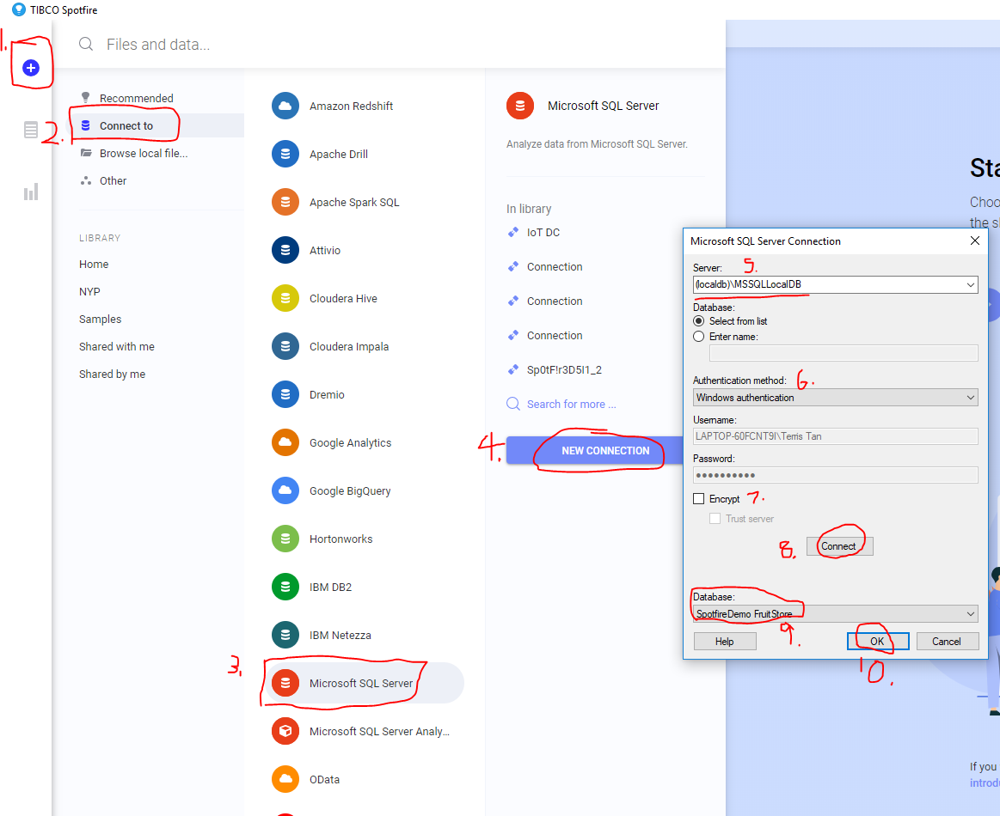 TIBCO Spotfire
1.
Files and data...
Recommended
2.
Connect to
Browse local file...
Other
LIBRARY
Home
NYP
Samples
Shared with me
Shared by me
Amazon Redshift
Apache Drill
Apache Spark SQL
Attivio
Cloudera Hive
Cloudera Impala
Dremio
Google Analytics
Google BigQuery
Hortonworks
IBM DB2
IBM Netezza
3.
Microsoft SQL Server
Microsoft SQL Server Analy...
OData
Microsoft SQL Server
Analyze data from Microsoft SQL Server.
In library
IoT DC
Connection
Connection
Connection
Sp0tF!r3D5I1_2
Search for more ...
4.
NEW CONNECTION
Sta
Choo
the s
Microsoft SQL Server Connection
Server:
5.
(localdb)\MSSQLLocalDB
Database:
Select from list
Enter name:
Authentication method:
6.
Windows authentication
Username:
LAPTOP-60FCNT9I\Terris Tan
Password:
Encrypt
7.
Trust server
8.
Connect
Database:
SpotfireDemo FruitStore
9.
Help
OK
Cancel
10.
If you
introdu